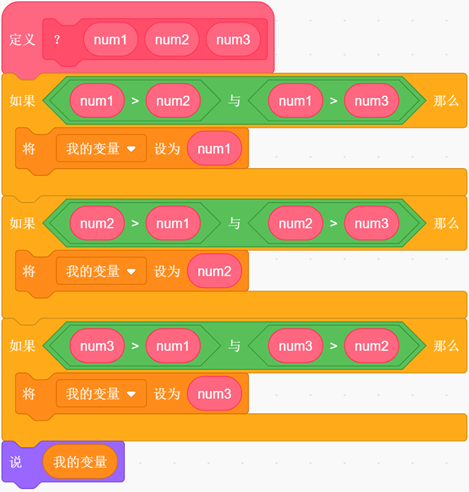 定义 ? num1 num2 num3
如果 num1 > num2 与 num1 > num3 那么
将 我的变量 设为 num1
如果 num2 > num1 与 num2 > num3 那么
将 我的变量 设为 num2
如果 num3 > num1 与 num3 > num2 那么
将 我的变量 设为 num3
说 我的变量